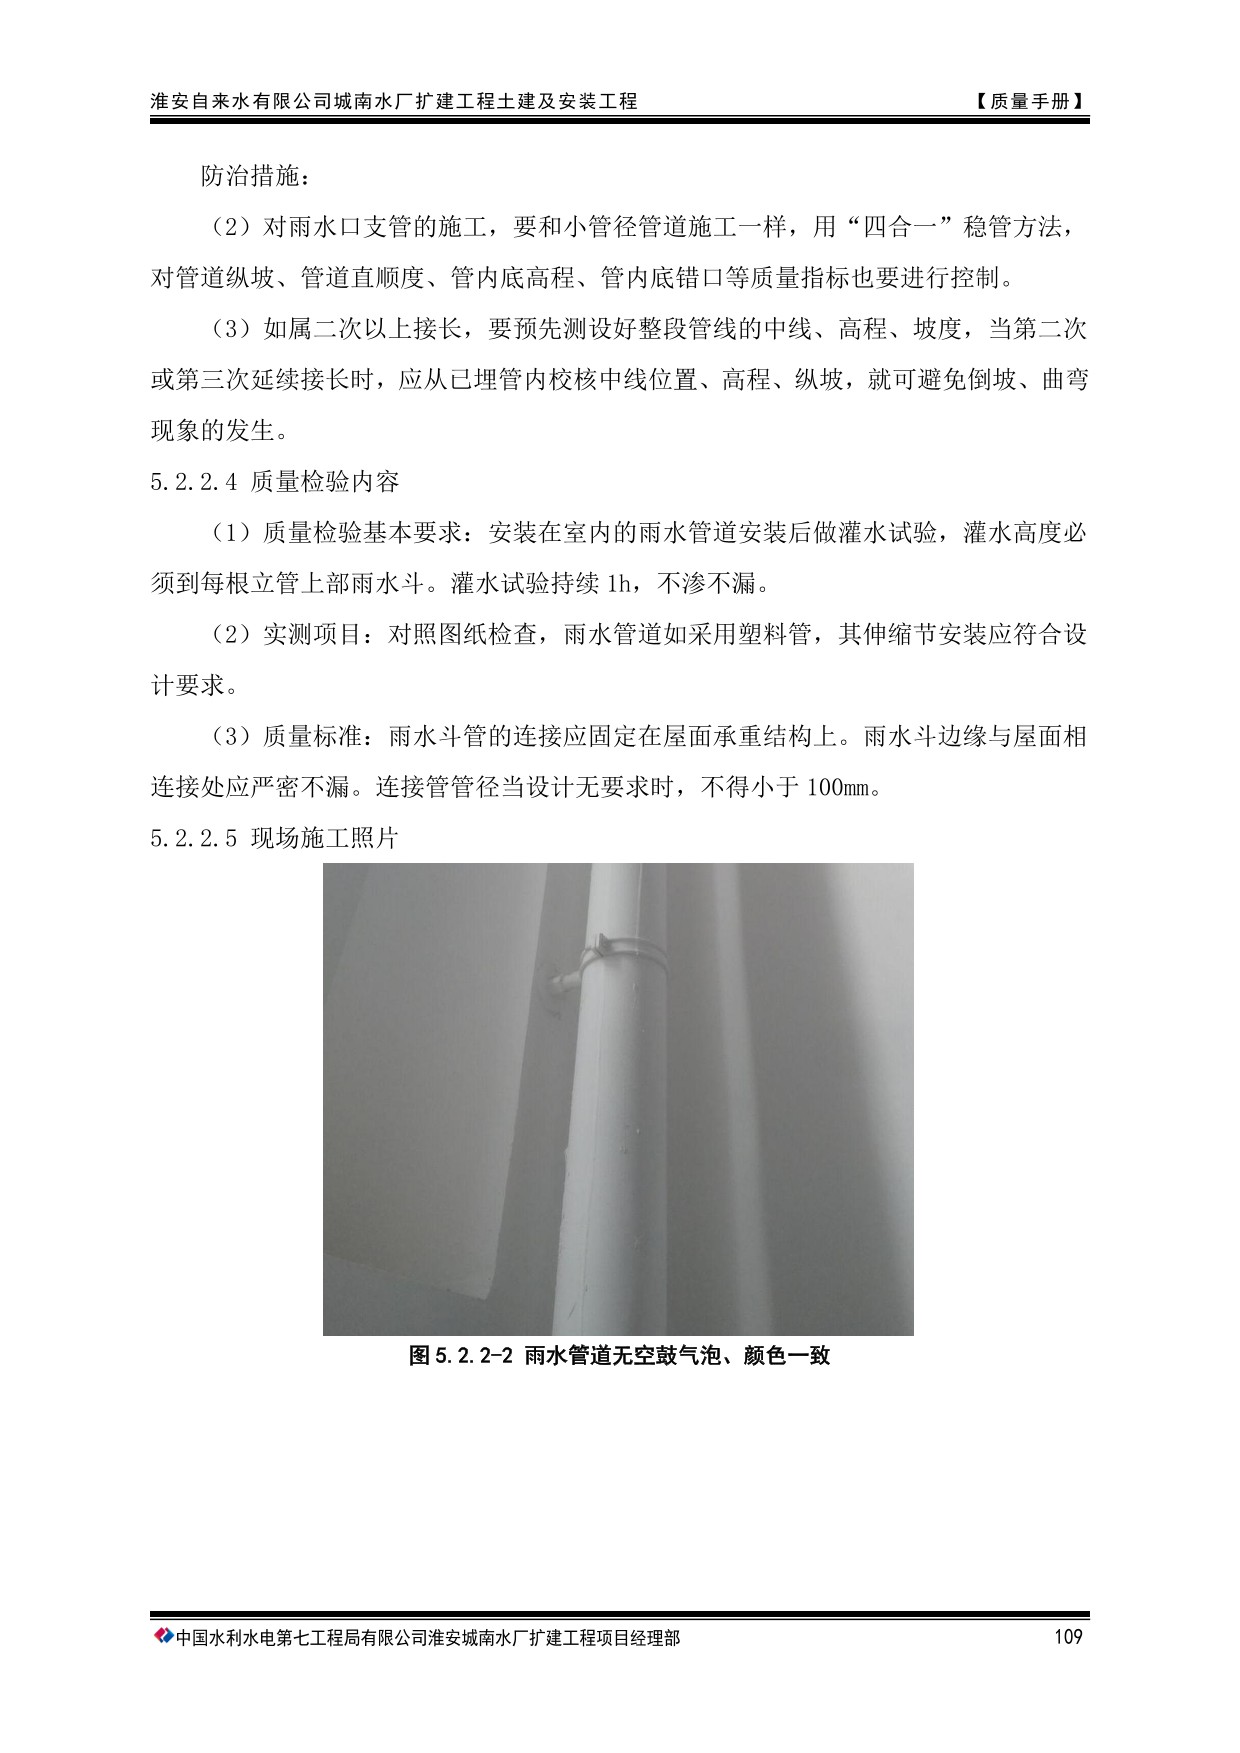 淮安自来水有限公司城南水厂扩建工程土建及安装工程 【质量手册】
防治措施：
（2）对雨水口支管的施工，要和小管径管道施工一样，用“四合一”稳管方法，
对管道纵坡、管道直顺度、管内底高程、管内底错口等质量指标也要进行控制。
（3）如属二次以上接长，要预先测设好整段管线的中线、高程、坡度，当第二次
或第三次延续接长时，应从已埋管内校核中线位置、高程、纵坡，就可避免倒坡、曲弯
现象的发生。
5.2.2.4 质量检验内容
（1）质量检验基本要求：安装在室内的雨水管道安装后做灌水试验，灌水高度必
须到每根立管上部雨水斗。灌水试验持续 1h，不渗不漏。
（2）实测项目：对照图纸检查，雨水管道如采用塑料管，其伸缩节安装应符合设
计要求。
（3）质量标准：雨水斗管的连接应固定在屋面承重结构上。雨水斗边缘与屋面相
连接处应严密不漏。连接管管径当设计无要求时，不得小于 100mm。
5.2.2.5 现场施工照片
图 5.2.2-2 雨水管道无空鼓气泡、颜色一致
中国水利水电第七工程局有限公司淮安城南水厂扩建工程项目经理部 109